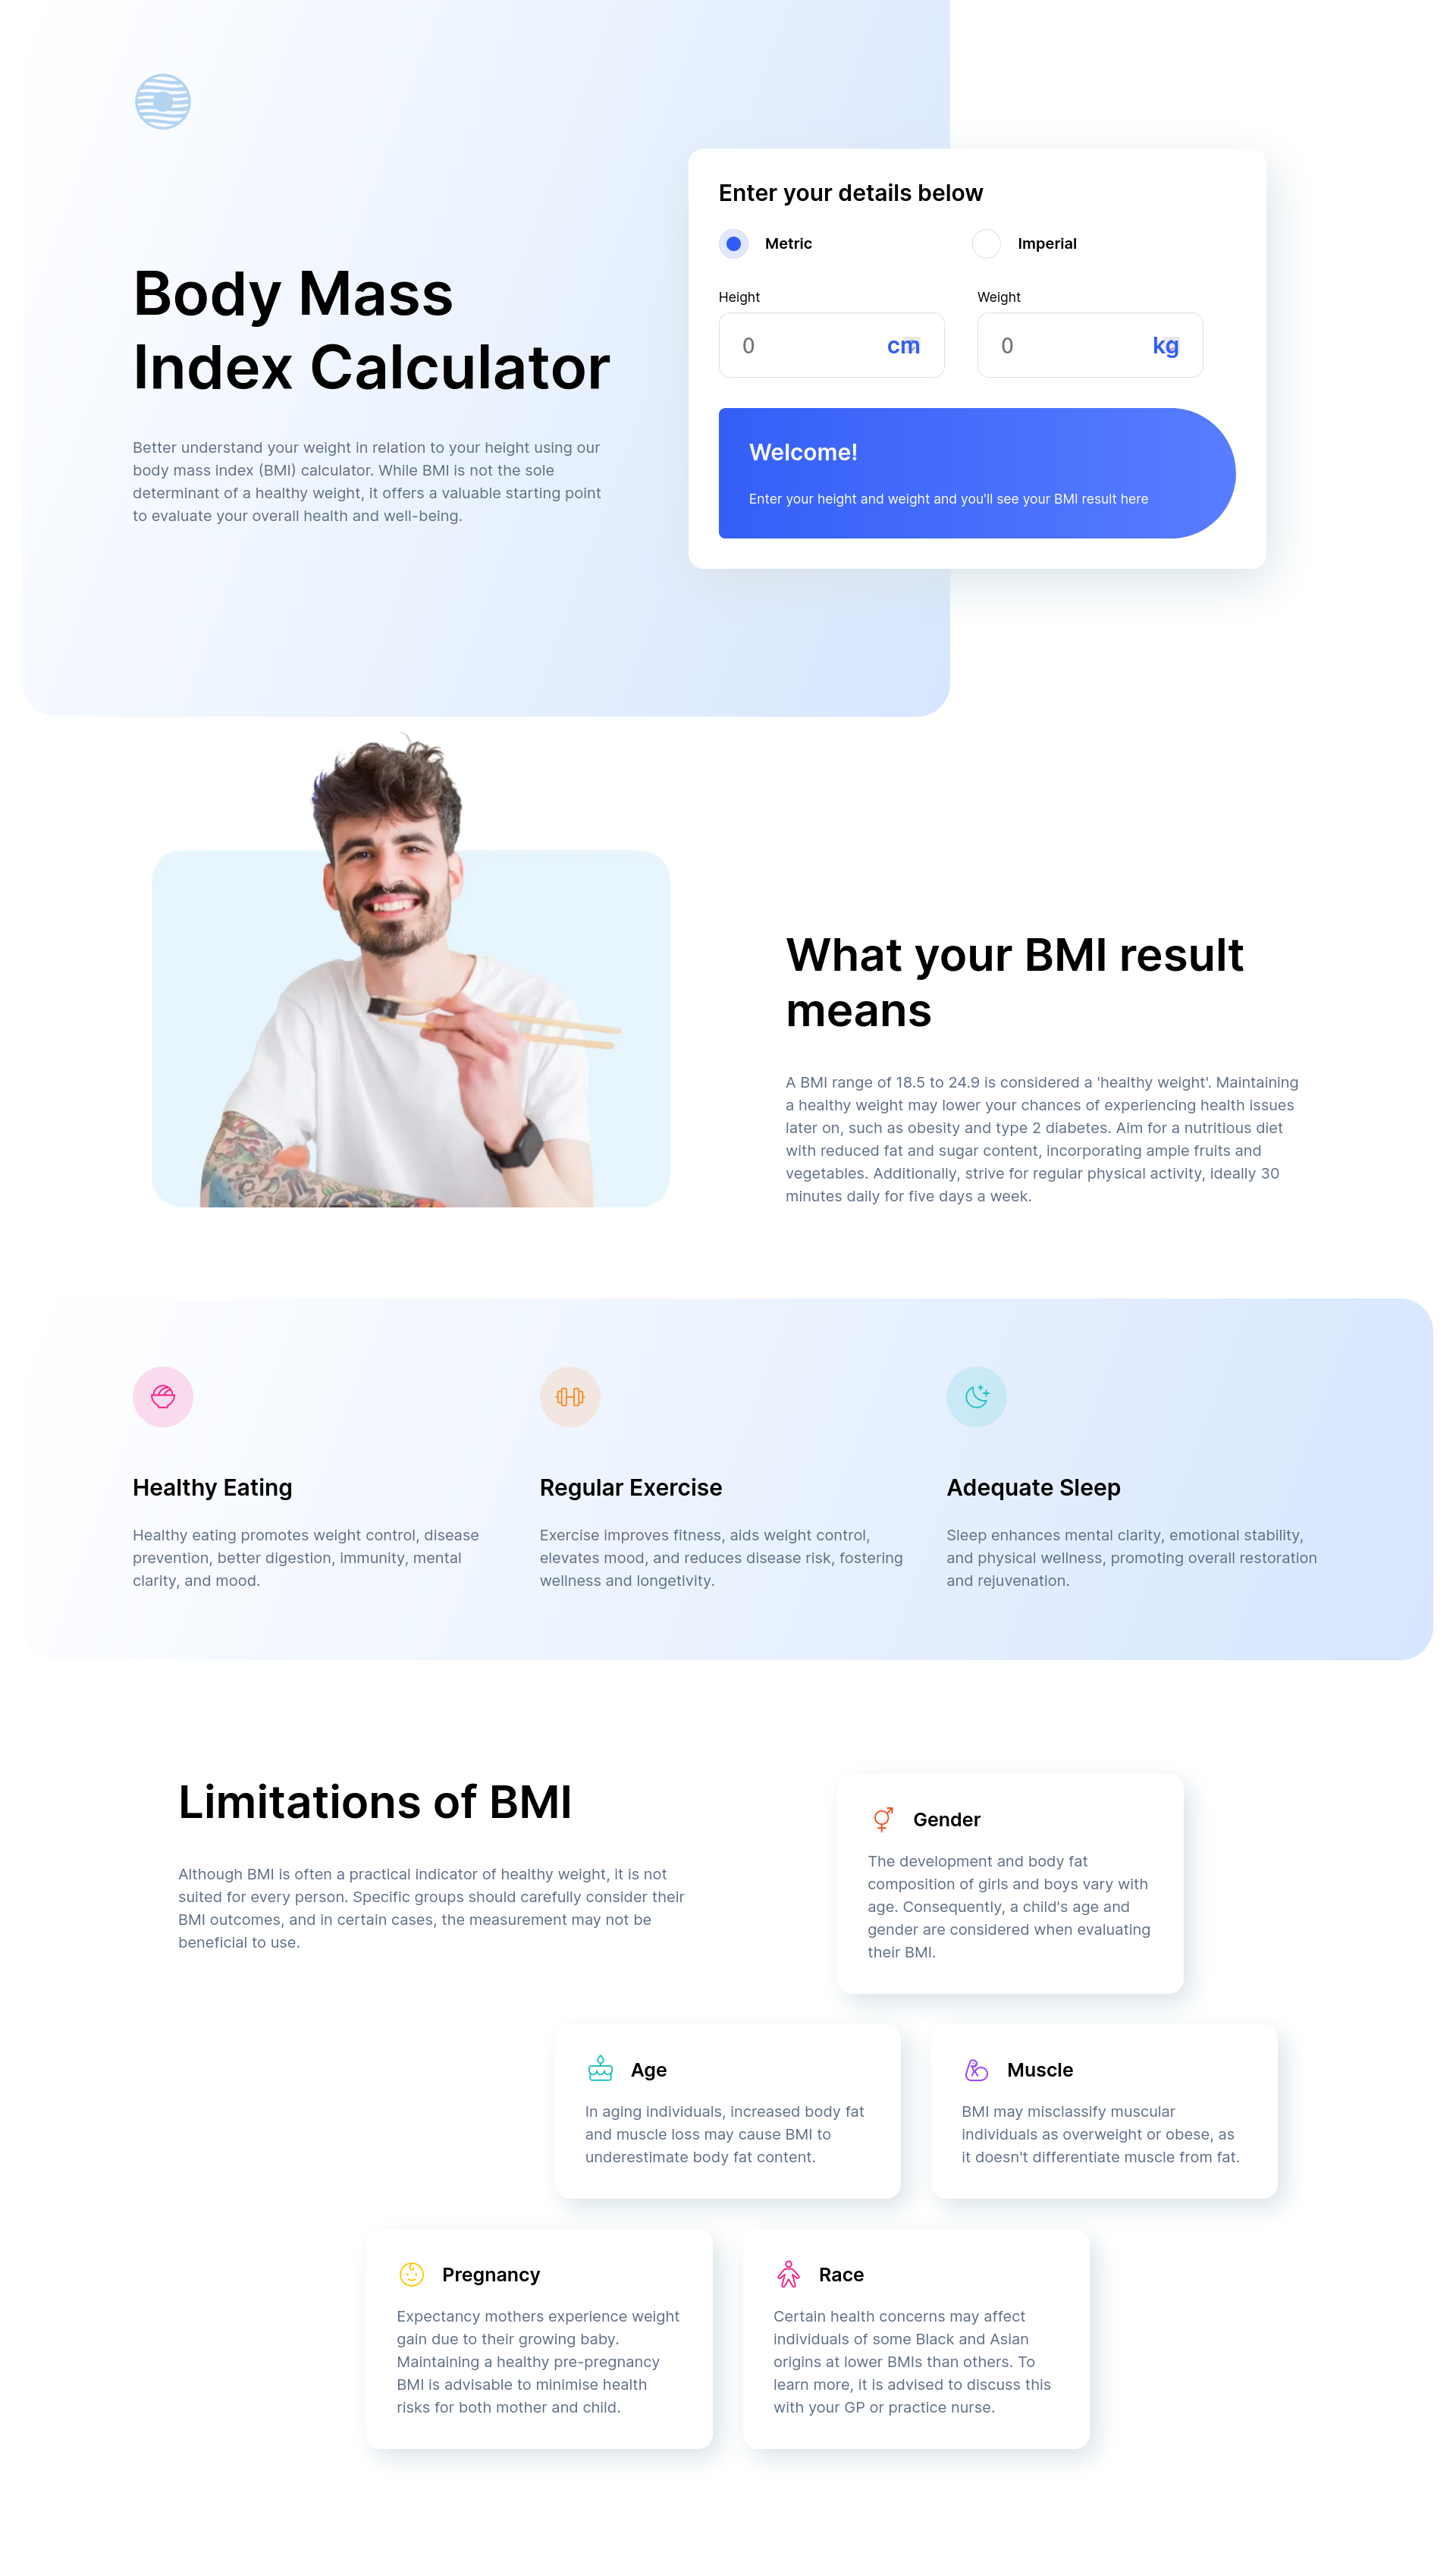 Body Mass
Index Calculator
Better understand your weight in relation to your height using our
body mass index (BMI) calculator. While BMI is not the sole
determinant of a healthy weight, it offers a valuable starting point
to evaluate your overall health and well-being.
Enter your details below
Metric
Imperial
Height
Weight
0
cm
0
kg
Welcome!
Enter your height and weight and you'll see your BMI result here
What your BMI result
means
A BMI range of 18.5 to 24.9 is considered a 'healthy weight'. Maintaining
a healthy weight may lower your chances of experiencing health issues
later on, such as obesity and type 2 diabetes. Aim for a nutritious diet
with reduced fat and sugar content, incorporating ample fruits and
vegetables. Additionally, strive for regular physical activity, ideally 30
minutes daily for five days a week.
Healthy Eating
Healthy eating promotes weight control, disease
prevention, better digestion, immunity, mental
clarity, and mood.
Regular Exercise
Exercise improves fitness, aids weight control,
elevates mood, and reduces disease risk, fostering
wellness and longetivity.
Adequate Sleep
Sleep enhances mental clarity, emotional stability,
and physical wellness, promoting overall restoration
and rejuvenation.
Limitations of BMI
Although BMI is often a practical indicator of healthy weight, it is not
suited for every person. Specific groups should carefully consider their
BMI outcomes, and in certain cases, the measurement may not be
beneficial to use.
Gender
The development and body fat
composition of girls and boys vary with
age. Consequently, a child's age and
gender are considered when evaluating
their BMI.
Age
In aging individuals, increased body fat
and muscle loss may cause BMI to
underestimate body fat content.
Muscle
BMI may misclassify muscular
individuals as overweight or obese, as
it doesn't differentiate muscle from fat.
Pregnancy
Expectancy mothers experience weight
gain due to their growing baby.
Maintaining a healthy pre-pregnancy
BMI is advisable to minimise health
risks for both mother and child.
Race
Certain health concerns may affect
individuals of some Black and Asian
origins at lower BMIs than others. To
learn more, it is advised to discuss this
with your GP or practice nurse.